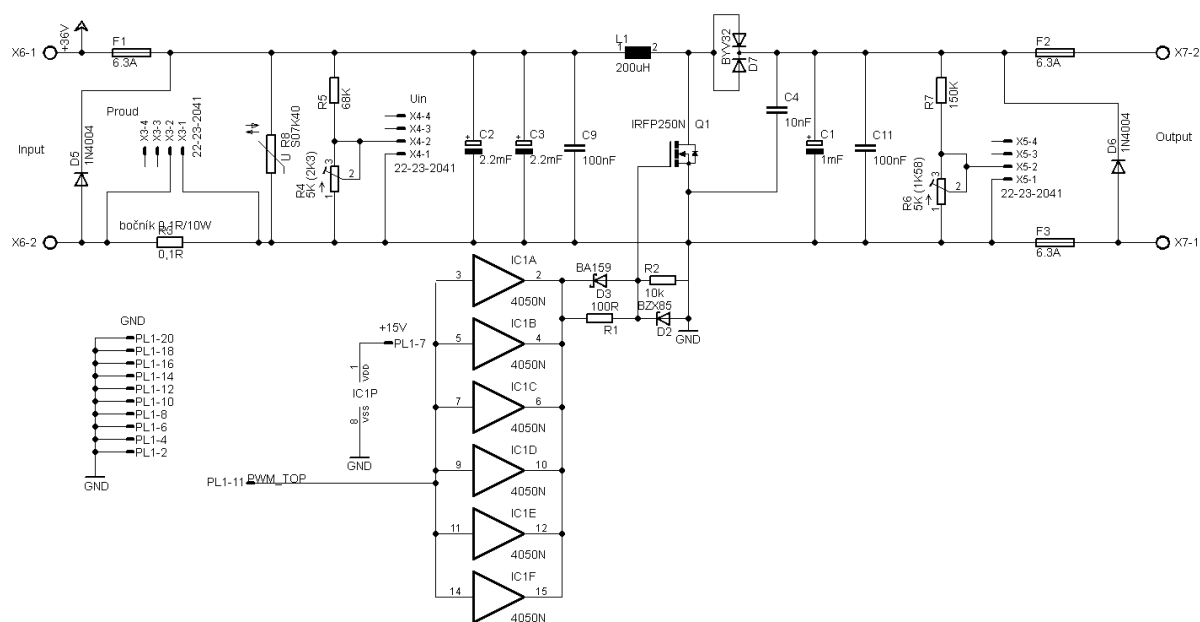 +36V
X6-1
F1
6.3A
Proud
X3-4
X3-3
X3-2
X3-1
22-23-2041
Input
D5
1N4004
bočník 0,1R/10W
X6-2
0,1R
R8
S07K40
U
R5
68K
R4
5K (2K3)
3
2
1
Uin
X4-4
X4-3
X4-2
X4-1
22-23-2041
C2
2.2mF
C3
2.2mF
C9
100nF
L1
1
2
200uH
BYV32
D7
IRFP250N
Q1
C4
10nF
C1
1mF
C11
100nF
R7
150K
R6
5K (1K58)
3
2
1
X5-4
X5-3
X5-2
X5-1
22-23-2041
F2
6.3A
X7-2
D6
1N4004
Output
F3
6.3A
X7-1
IC1A
3
2
4050N
BA159
D3
R2
10k
100R
R1
BZX85
D2
GND
IC1B
5
4
4050N
IC1C
7
6
4050N
IC1D
9
10
4050N
IC1E
11
12
4050N
IC1F
14
15
4050N
+15V
PL1-7
1
VDD
IC1P
8
VSS
GND
PL1-11
PWM_TOP
GND
PL1-20
PL1-18
PL1-16
PL1-14
PL1-12
PL1-10
PL1-8
PL1-6
PL1-4
PL1-2
GND